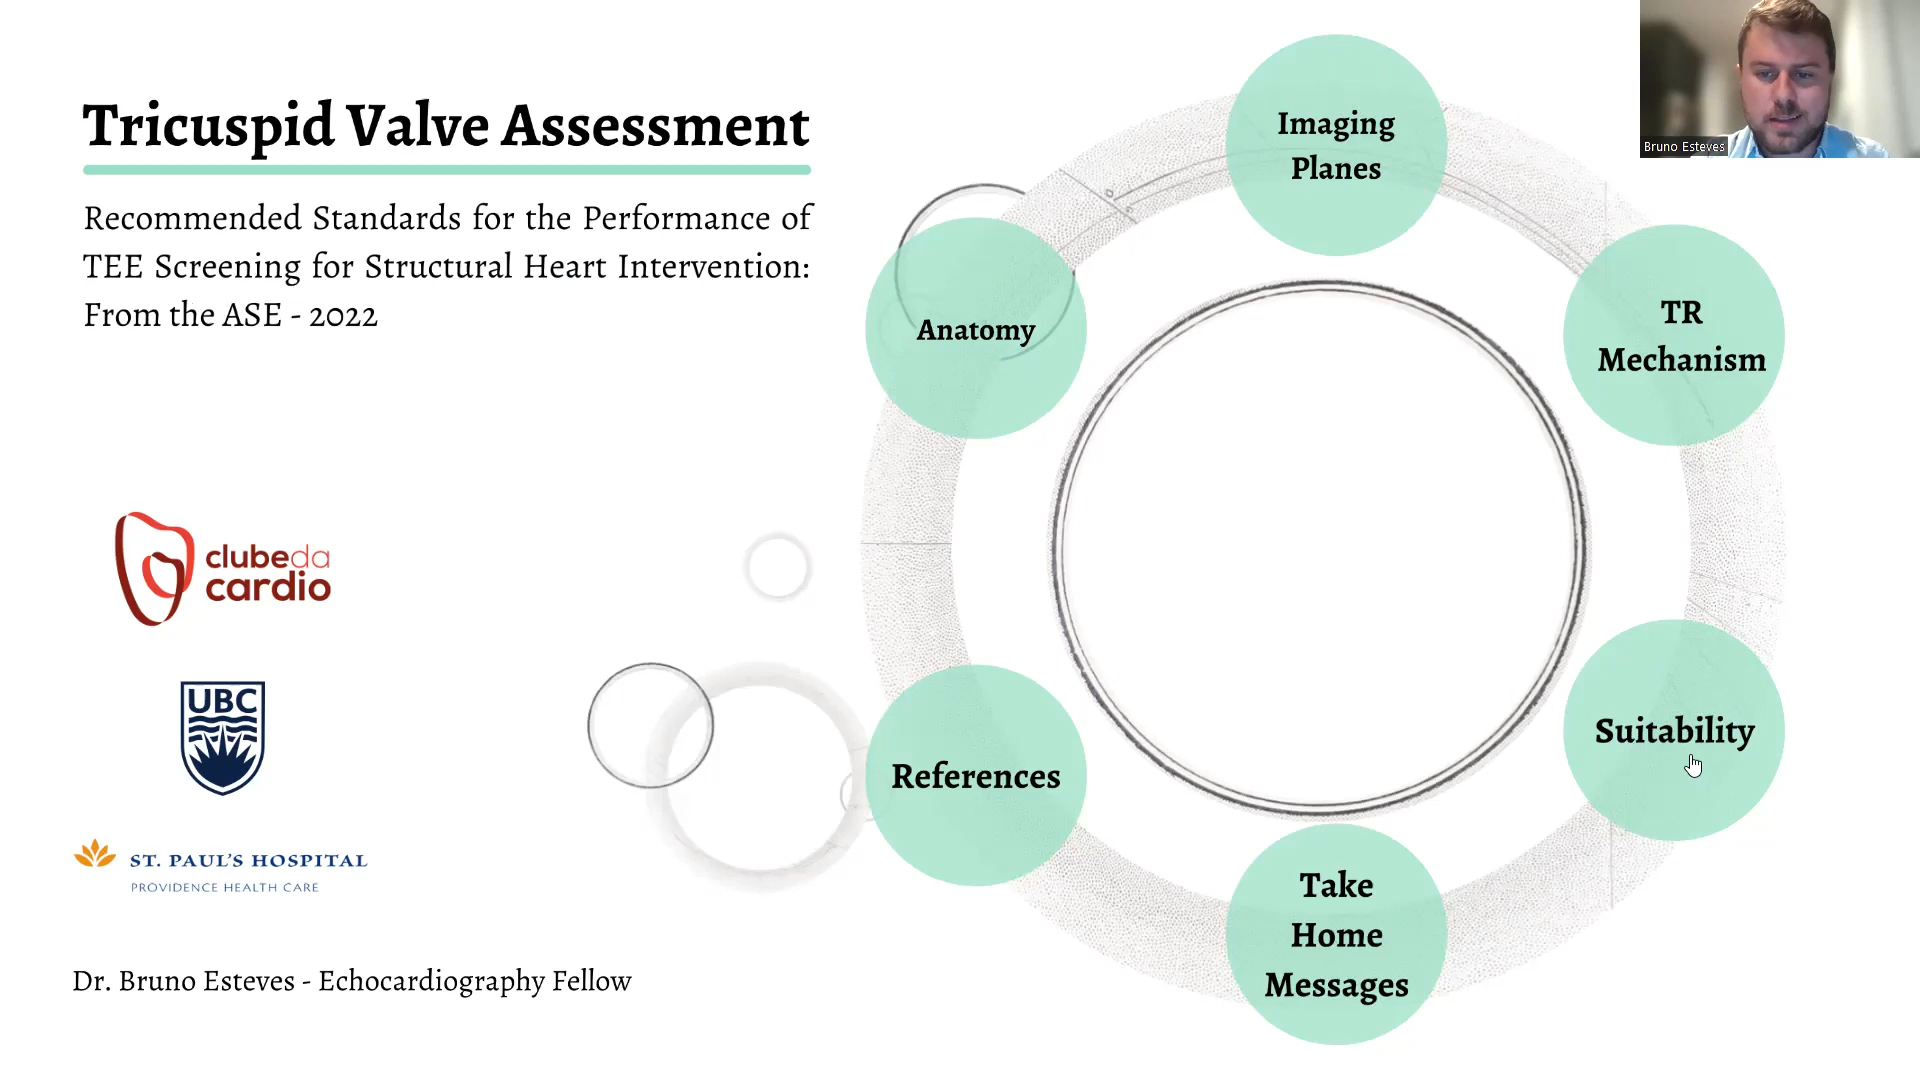 Tricuspid Valve Assessment
Recommended Standards for the Performance of
TEE Screening for Structural Heart Intervention:
From the ASE - 2022
clubeda
cardio
UBC
ST. PAUL'S HOSPITAL
PROVIDENCE HEALTH CARE
Dr. Bruno Esteves - Echocardiography Fellow
Imaging
Planes
Anatomy
TR
Mechanism
Suitability
References
Take
Home
Messages
Bruno Esteves